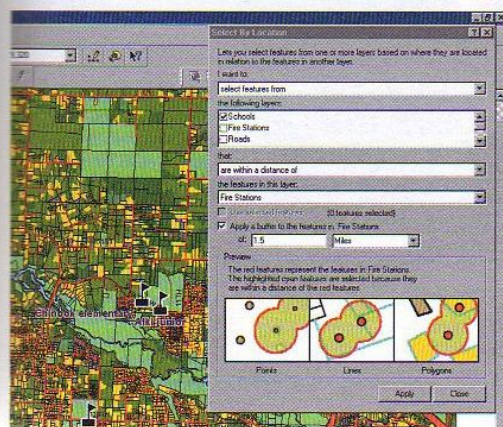 Select By Location
Lets you select features from one or more layers based on where they are located
in relation to the features in another layer.
I want to:
select features from
the following layers:
Schools
Fire Stations
Roads
that:
are within a distance of
the features in this layer:
Fire Stations
Use selected features (0 features selected)
Apply a buffer to the features in Fire Stations
of: 1.5 Miles
Preview
The red features represent the features in Fire Stations.
The highlighted cyan features are selected because they
are within a distance of the red features.
Points Lines Polygons
Apply Close
Chinook elementary